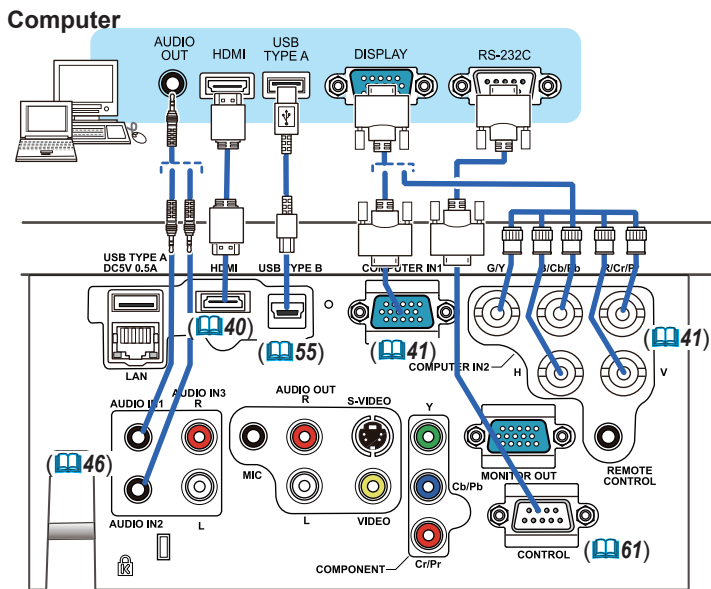 Computer
AUDIO
OUT
HDMI
USB
TYPE A
DISPLAY
RS-232C
USB TYPE A
DC5V 0.5A
HDMI
USB TYPE B
COMPUTER IN1
G/Y
B/Cb/Pb
R/Cr/Pr
(40)
(55)
(41)
(41)
LAN
COMPUTER IN2
H
V
AUDIO IN1
AUDIO IN3
R
AUDIO OUT
R
S-VIDEO
Y
(46)
MIC
Cb/Pb
MONITOR OUT
REMOTE
CONTROL
AUDIO IN2
L
L
VIDEO
CONTROL
(61)
COMPONENT
Cr/Pr
K